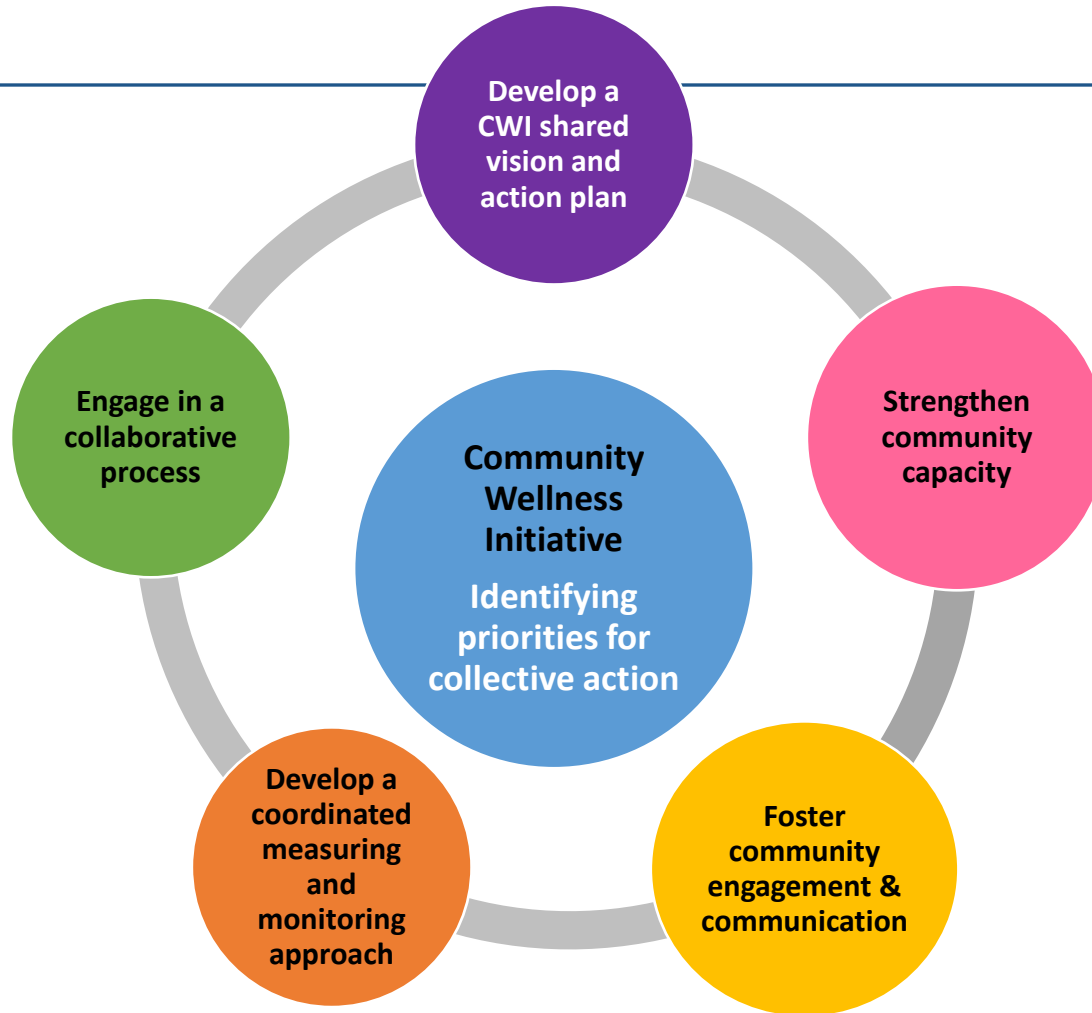 Develop a
CWI shared
vision and
action plan
Strengthen
community
capacity
Foster
community
engagement &
communication
Develop a
coordinated
measuring
and
monitoring
approach
Engage in a
collaborative
process
Community
Wellness
Initiative
Identifying
priorities for
collective action